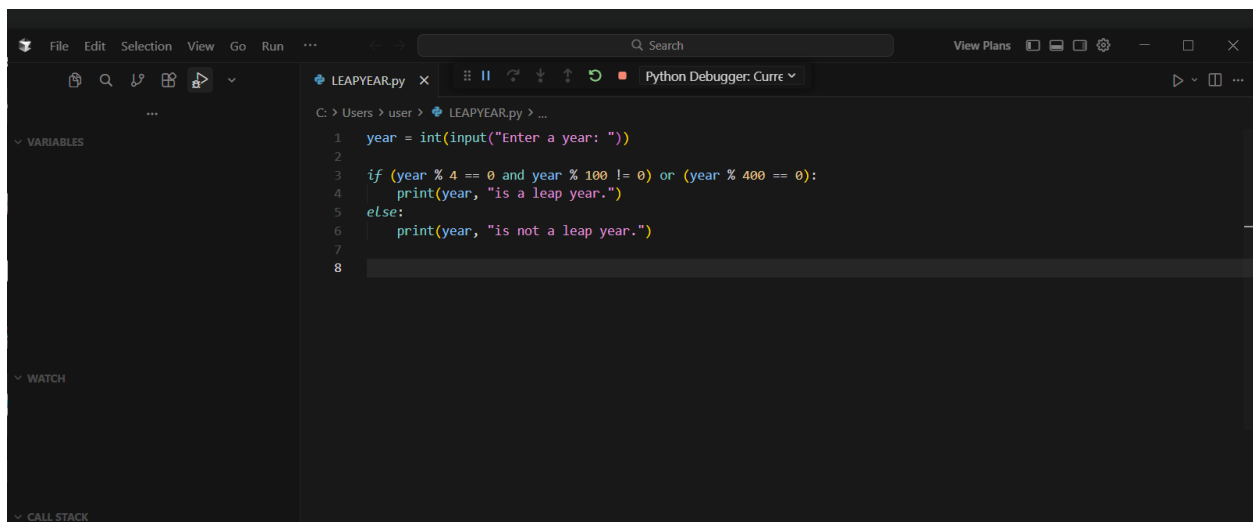 File Edit Selection View Go Run ... Search View Plans
LEAPYEAR.py Python Debugger: Curre
C: > Users > user > LEAPYEAR.py > ...
VARIABLES
1 year = int(input("Enter a year: "))
2
3 if (year % 4 == 0 and year % 100 != 0) or (year % 400 == 0):
4 print(year, "is a leap year.")
5 else:
6 print(year, "is not a leap year.")
7
8
WATCH
CALL STACK